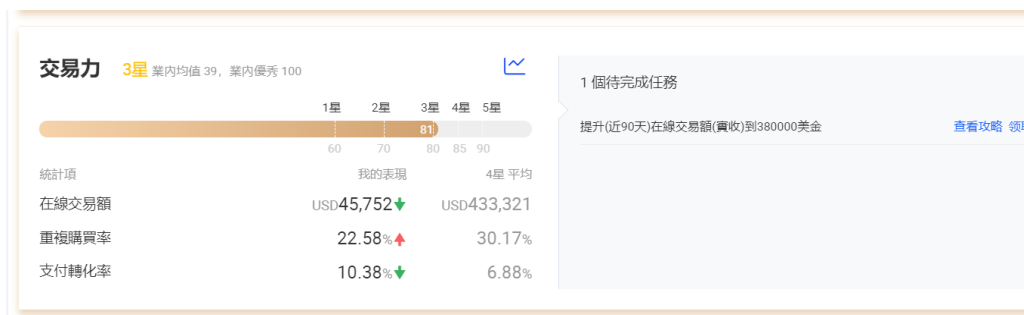 交易力 3星 業內均值 39，業內優秀 100
1星 2星 3星 4星 5星
81
60 70 80 85 90
統計項 我的表現 4星 平均
在線交易額 USD45,752 USD433,321
重複購買率 22.58% 30.17%
支付轉化率 10.38% 6.88%
1 個待完成任務
提升(近90天)在線交易額(實收)到380000美金 查看攻略